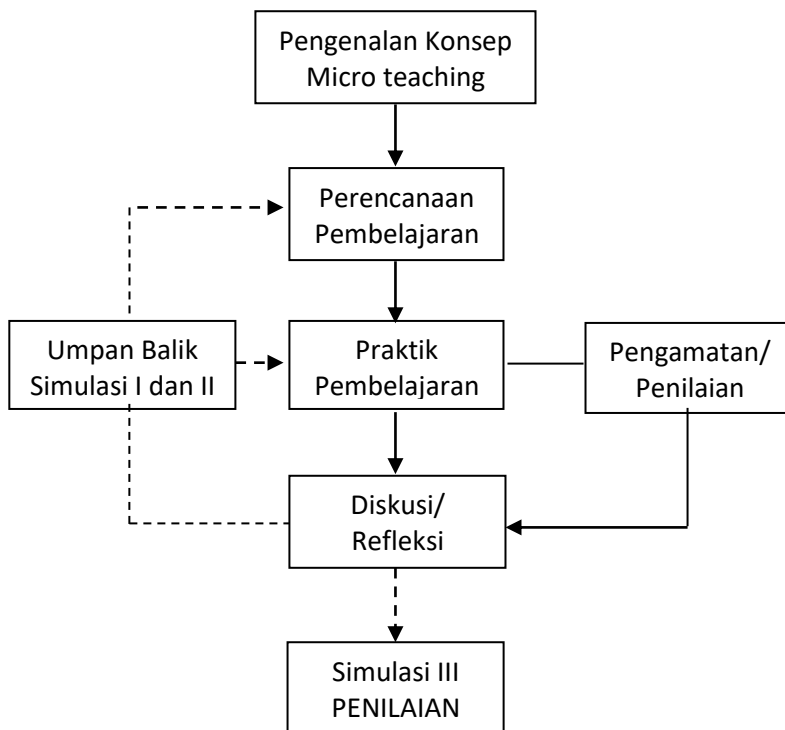 Pengenalan Konsep
Micro teaching
Perencanaan
Pembelajaran
Umpan Balik
Simulasi I dan II
Praktik
Pembelajaran
Pengamatan/
Penilaian
Diskusi/
Refleksi
Simulasi III
PENILAIAN